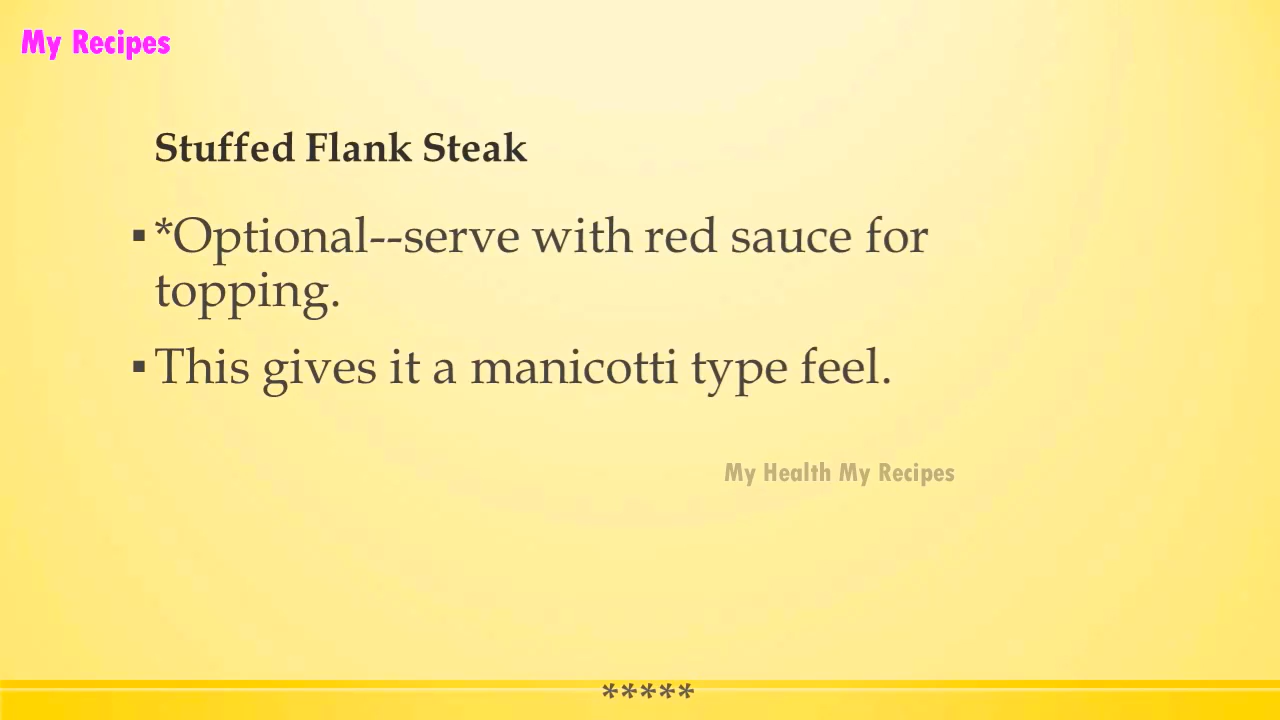 My Recipes
Stuffed Flank Steak
▪ *Optional--serve with red sauce for
topping.
▪ This gives it a manicotti type feel.
My Health My Recipes
*****